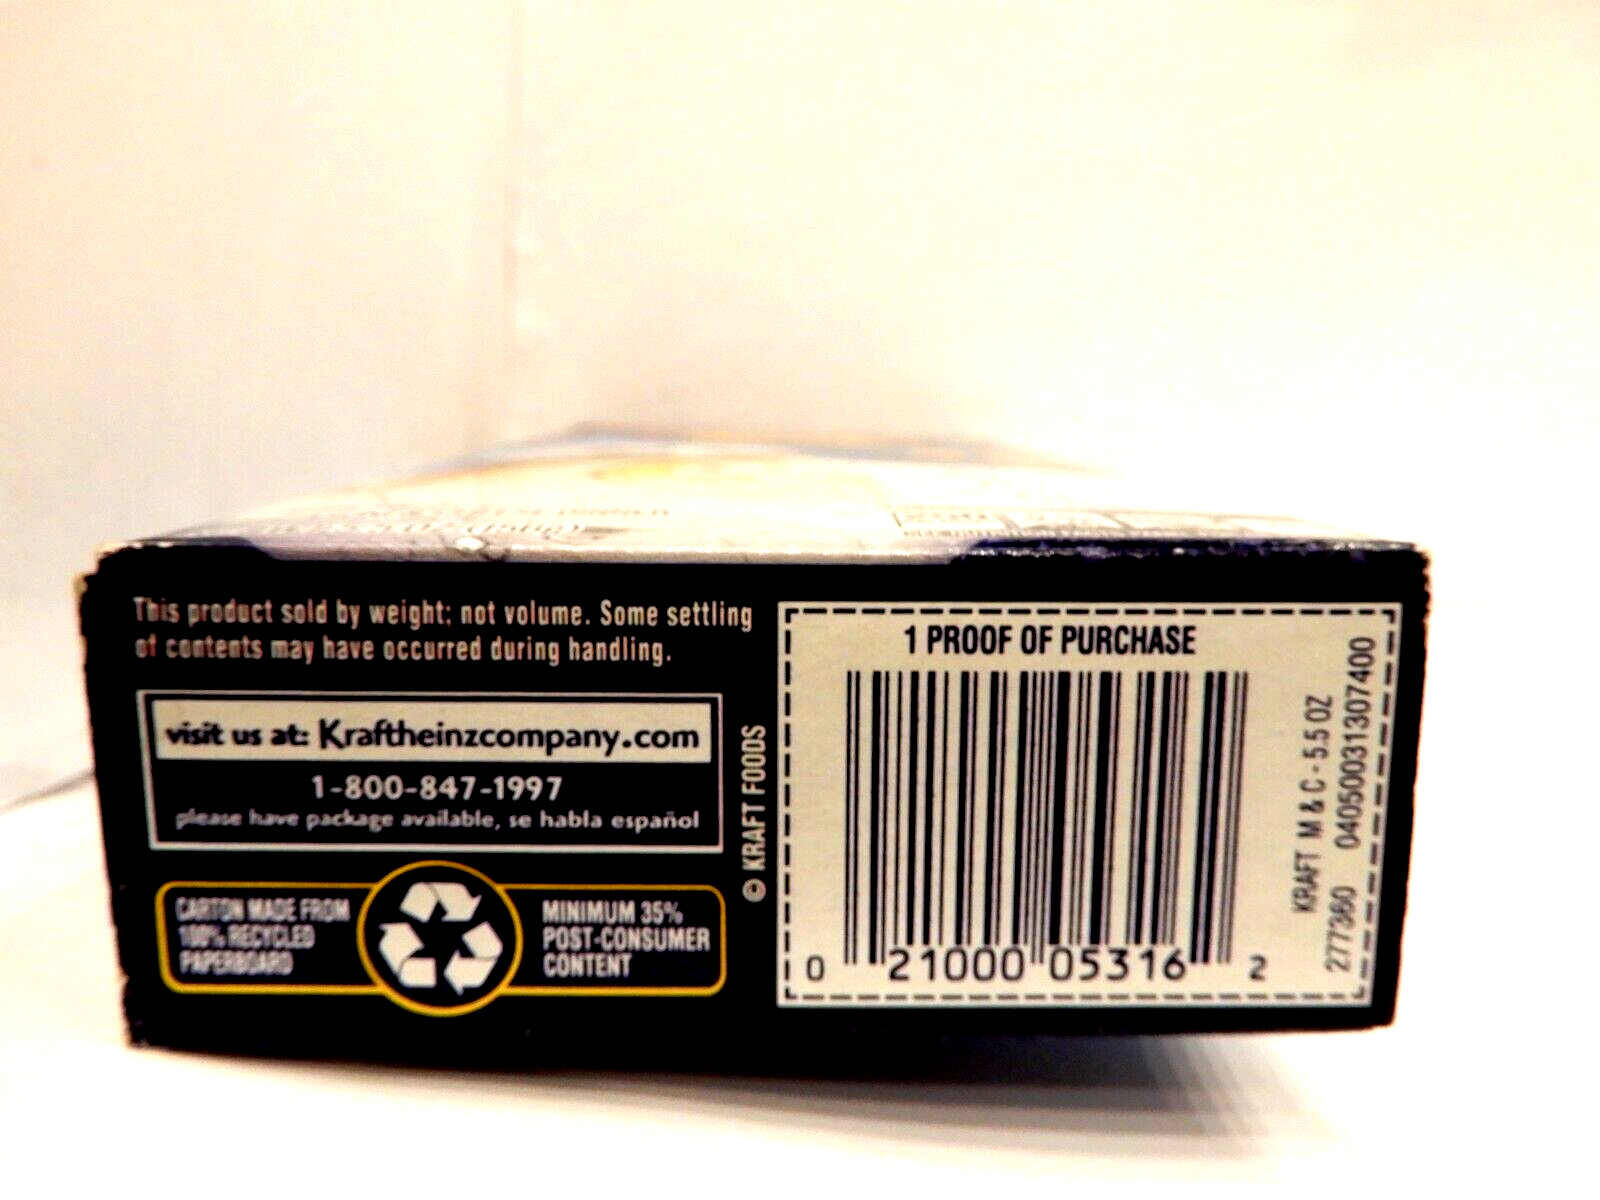 This product sold by weight; not volume. Some settling
of contents may have occurred during handling.
visit us at: Kraftheinzcompany.com
1-800-847-1997
please have package available, se habla español
CARTON MADE FROM
100% RECYCLED
PAPERBOARD
MINIMUM 35%
POST-CONSUMER
CONTENT
© KRAFT FOODS
1 PROOF OF PURCHASE
0 21000 05316 2
KRAFT M & C - 5.5 OZ
2777360 04050031307400